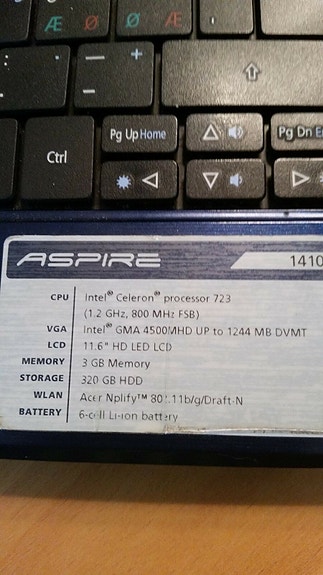 Æ Ø Ø Æ
: . - - +
Pg Up Home Pg Dn
Ctrl
ASPIRE 1410
CPU Intel® Celeron® processor 723
(1.2 GHz, 800 MHz FSB)
VGA Intel® GMA 4500MHD UP to 1244 MB DVMT
LCD 11.6" HD LED LCD
MEMORY 3 GB Memory
STORAGE 320 GB HDD
WLAN Acer Nplify™ 802.11b/g/Draft-N
BATTERY 6-cell Li-ion battery